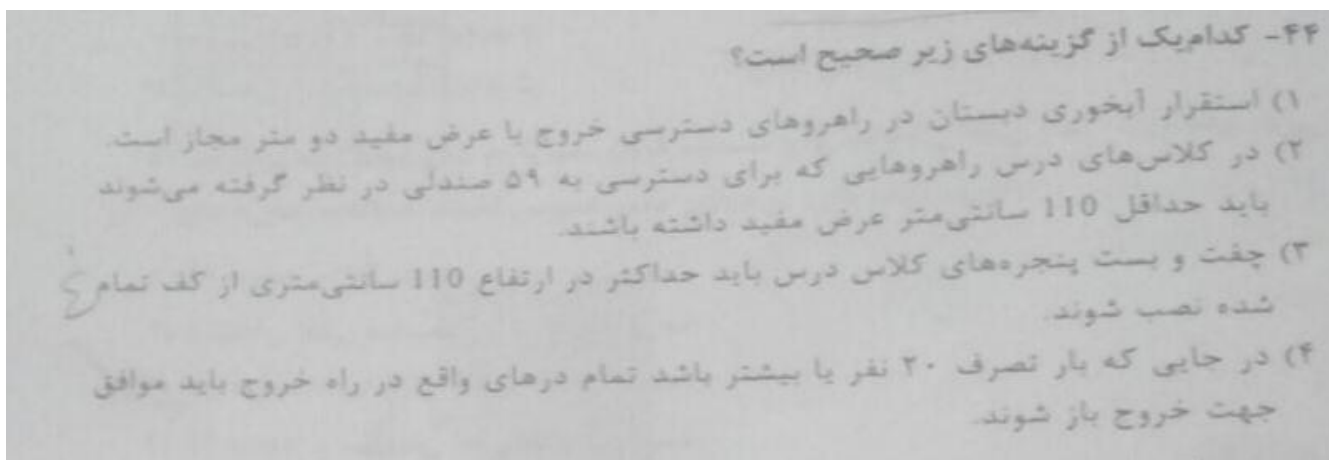 ۴۴- کدام‌یک از گزینه‌های زیر صحیح است؟
۱) استقرار آبخوری دبستان در راهروهای دسترسی خروج با عرض مفید دو متر مجاز است.
۲) در کلاس‌های درس راهروهایی که برای دسترسی به ۵۹ صندلی در نظر گرفته می‌شوند
باید حداقل 110 سانتی‌متر عرض مفید داشته باشند.
۳) چفت و بست پنجره‌های کلاس درس باید حداکثر در ارتفاع 110 سانتی‌متری از کف تمام
شده نصب شوند.
۴) در جایی که بار تصرف ۲۰ نفر یا بیشتر باشد تمام درهای واقع در راه خروج باید موافق
جهت خروج باز شوند.